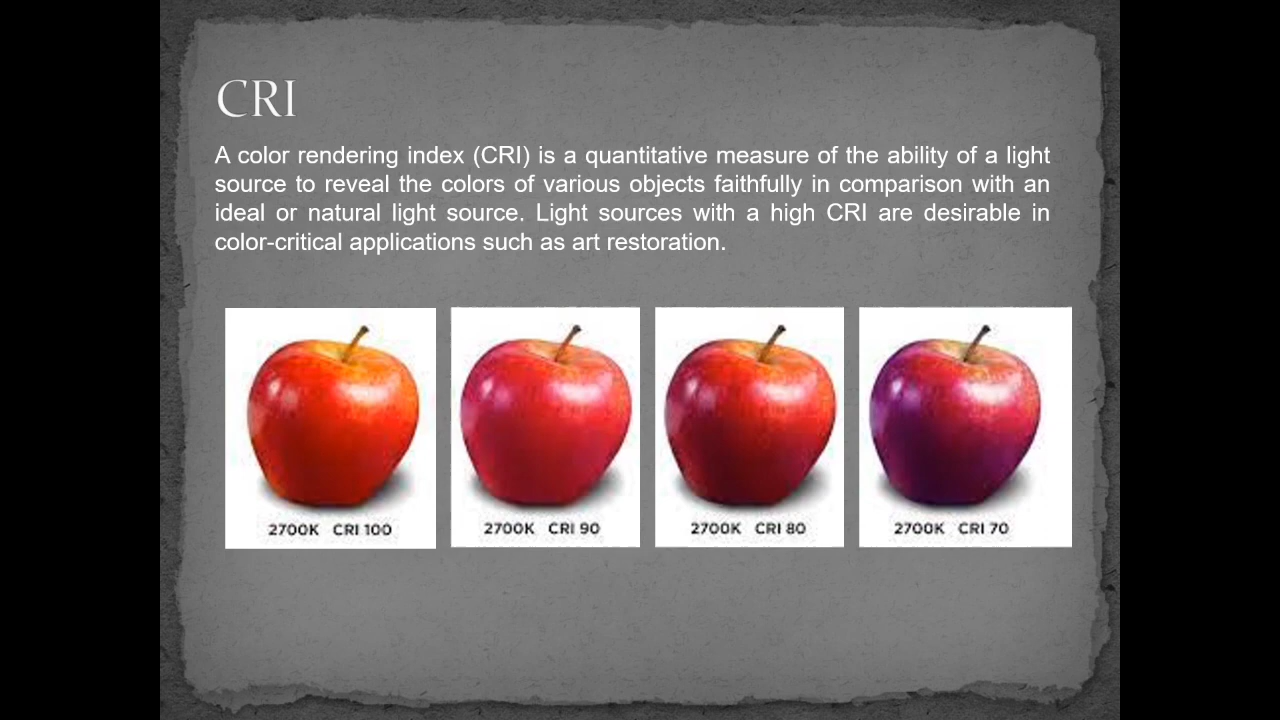 CRI
A color rendering index (CRI) is a quantitative measure of the ability of a light
source to reveal the colors of various objects faithfully in comparison with an
ideal or natural light source. Light sources with a high CRI are desirable in
color-critical applications such as art restoration.
2700K CRI 100
2700K CRI 90
2700K CRI 80
2700K CRI 70